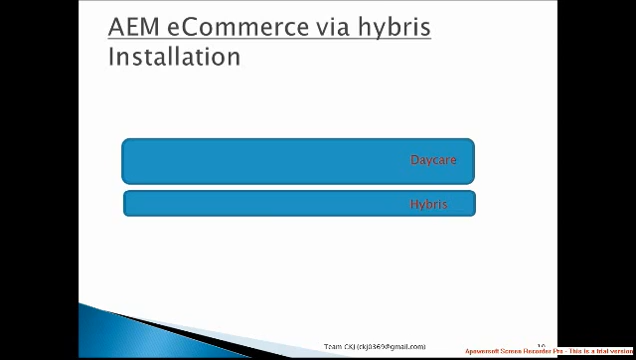 AEM eCommerce via hybris
Installation
Daycare
Hybris
Team CKJ (ckj0369@gmail.com)
Apowersoft Screen Recorder Pro - This is a trial version